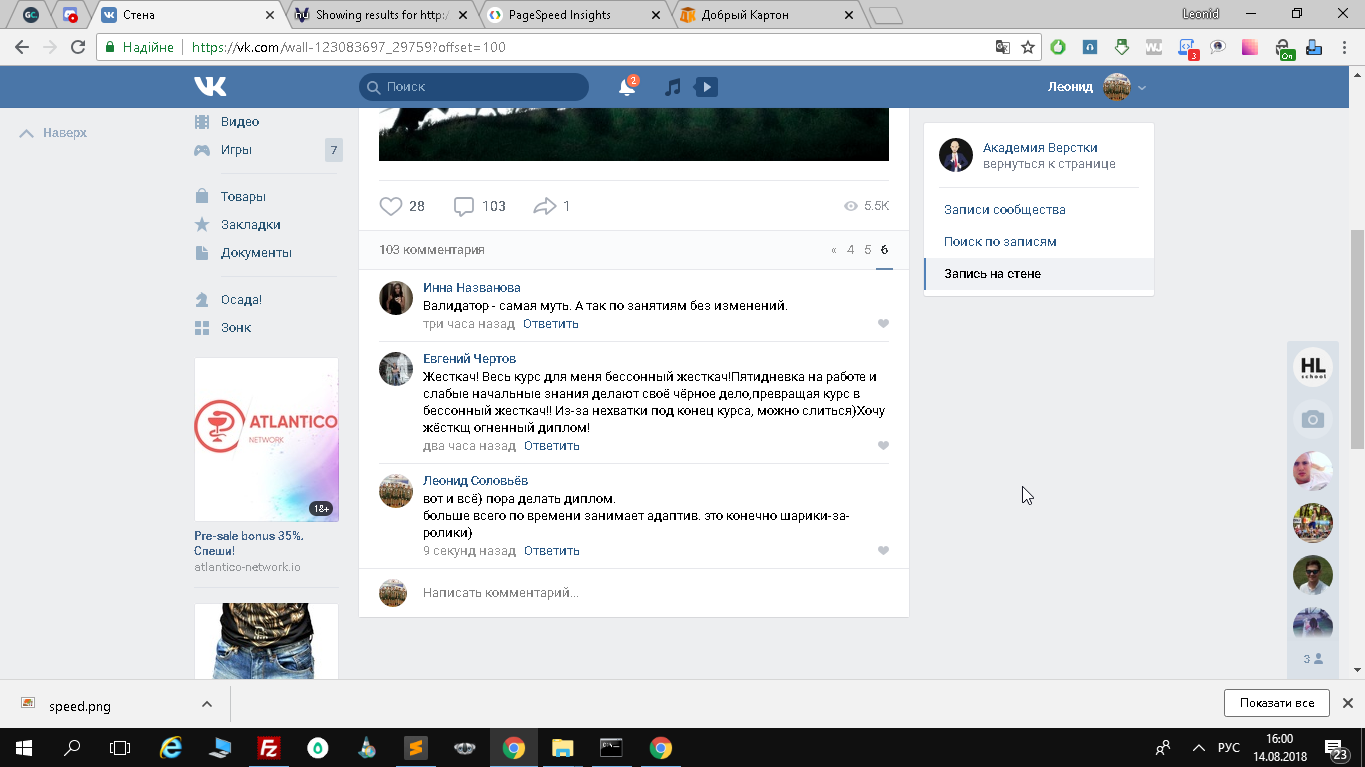 GC
Стена
Showing results for http:/
PageSpeed Insights
Добрый Картон
Leonid
Надійне
https://vk.com/wall-123083697_29759?offset=100
WJ
3
On
Поиск
2
Леонид
Наверх
Видео
Игры
7
Товары
Закладки
Документы
Осада!
Зонк
ATLANTICO
NETWORK
18+
Pre-sale bonus 35%.
Спеши!
atlantico-network.io
28
103
1
5.5K
103 комментария
« 4 5 6
Инна Названова
Валидатор - самая муть. А так по занятиям без изменений.
три часа назад Ответить
Евгений Чертов
Жесткач! Весь курс для меня бессонный жесткач!Пятидневка на работе и
слабые начальные знания делают своё чёрное дело,превращая курс в
бессонный жесткач!! Из-за нехватки под конец курса, можно слиться)Хочу
жёсткщ огненный диплом!
два часа назад Ответить
Леонид Соловьёв
вот и всё) пора делать диплом.
больше всего по времени занимает адаптив. это конечно шарики-за-
ролики)
9 секунд назад Ответить
Написать комментарий...
Академия Верстки
вернуться к странице
Записи сообщества
Поиск по записям
Запись на стене
HL
school
3
speed.png
Показати все
РУС
16:00
14.08.2018
23